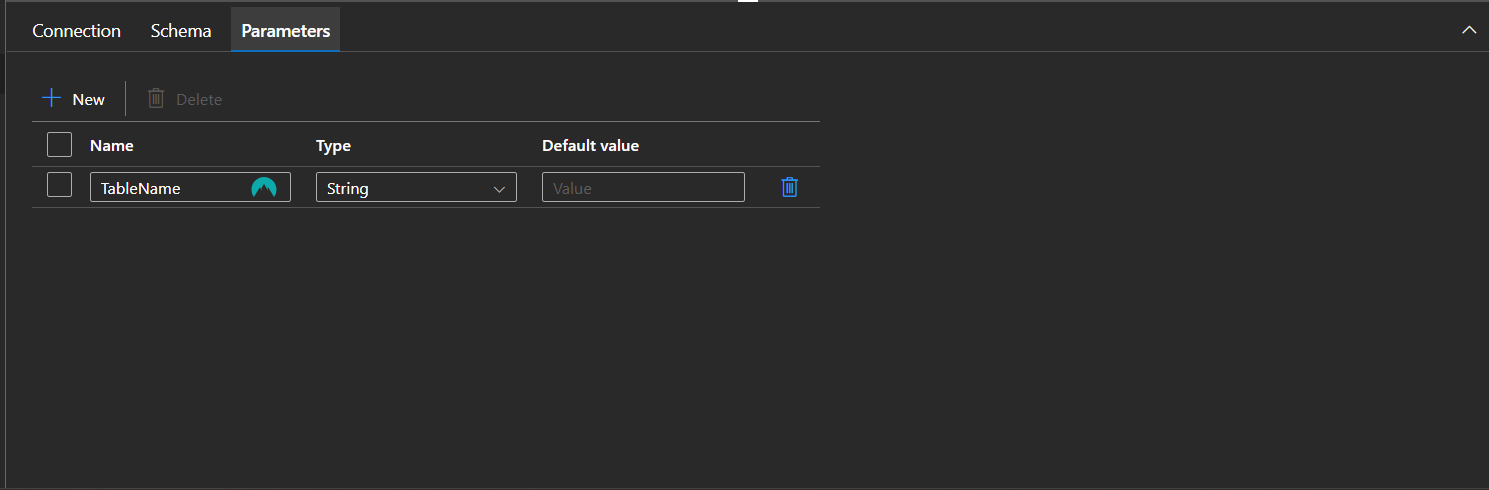 Connection Schema Parameters
New Delete
Name Type Default value
TableName String Value